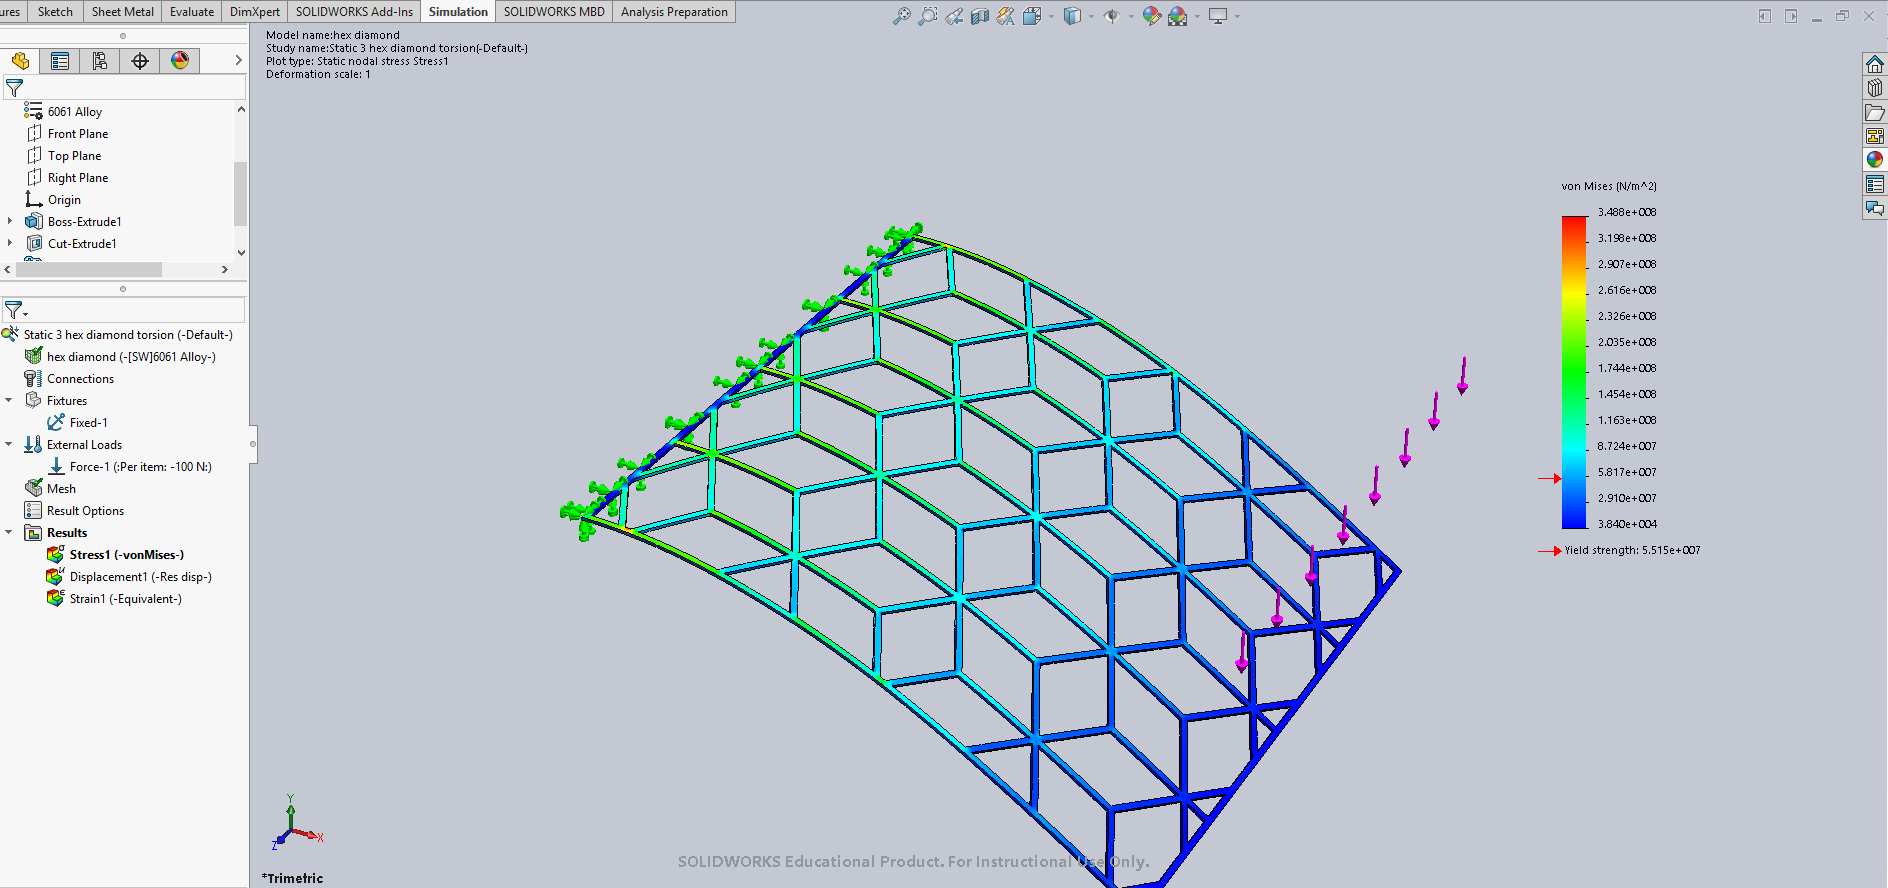 ures Sketch Sheet Metal Evaluate DimXpert SOLIDWORKS Add-Ins Simulation SOLIDWORKS MBD Analysis Preparation
Model name:hex diamond
Study name:Static 3 hex diamond torsion(-Default-)
Plot type: Static nodal stress Stress1
Deformation scale: 1
6061 Alloy
Front Plane
Top Plane
Right Plane
Origin
Boss-Extrude1
Cut-Extrude1
Static 3 hex diamond torsion (-Default-)
hex diamond (-[SW]6061 Alloy-)
Connections
Fixtures
Fixed-1
External Loads
Force-1 (:Per item: -100 N:)
Mesh
Result Options
Results
Stress1 (-vonMises-)
Displacement1 (-Res disp-)
Strain1 (-Equivalent-)
von Mises (N/m^2)
3.488e+008
3.198e+008
2.907e+008
2.616e+008
2.326e+008
2.035e+008
1.744e+008
1.454e+008
1.163e+008
8.724e+007
5.817e+007
2.910e+007
3.840e+004
Yield strength: 5.515e+007
Y
X
Z
SOLIDWORKS Educational Product. For Instructional Use Only.
*Trimetric